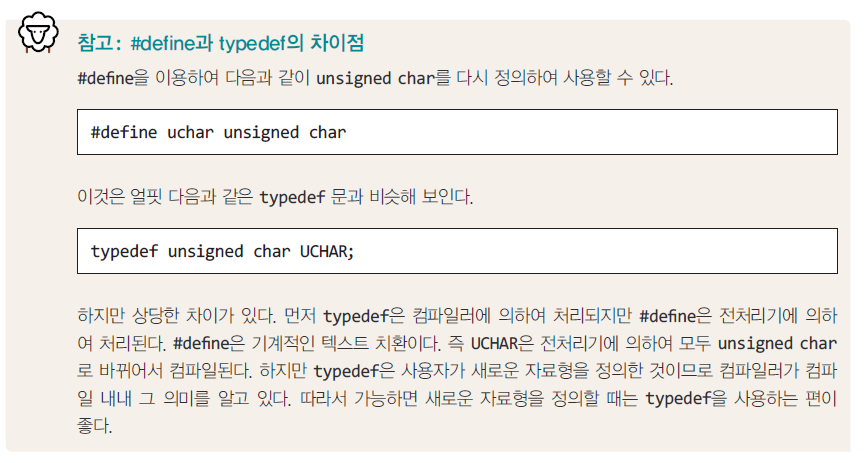 참고: #define과 typedef의 차이점
#define을 이용하여 다음과 같이 unsigned char를 다시 정의하여 사용할 수 있다.
#define uchar unsigned char
이것은 얼핏 다음과 같은 typedef 문과 비슷해 보인다.
typedef unsigned char UCHAR;
하지만 상당한 차이가 있다. 먼저 typedef은 컴파일러에 의하여 처리되지만 #define은 전처리기에 의하
여 처리된다. #define은 기계적인 텍스트 치환이다. 즉 UCHAR은 전처리기에 의하여 모두 unsigned char
로 바뀌어서 컴파일된다. 하지만 typedef은 사용자가 새로운 자료형을 정의한 것이므로 컴파일러가 컴파
일 내내 그 의미를 알고 있다. 따라서 가능하면 새로운 자료형을 정의할 때는 typedef을 사용하는 편이
좋다.